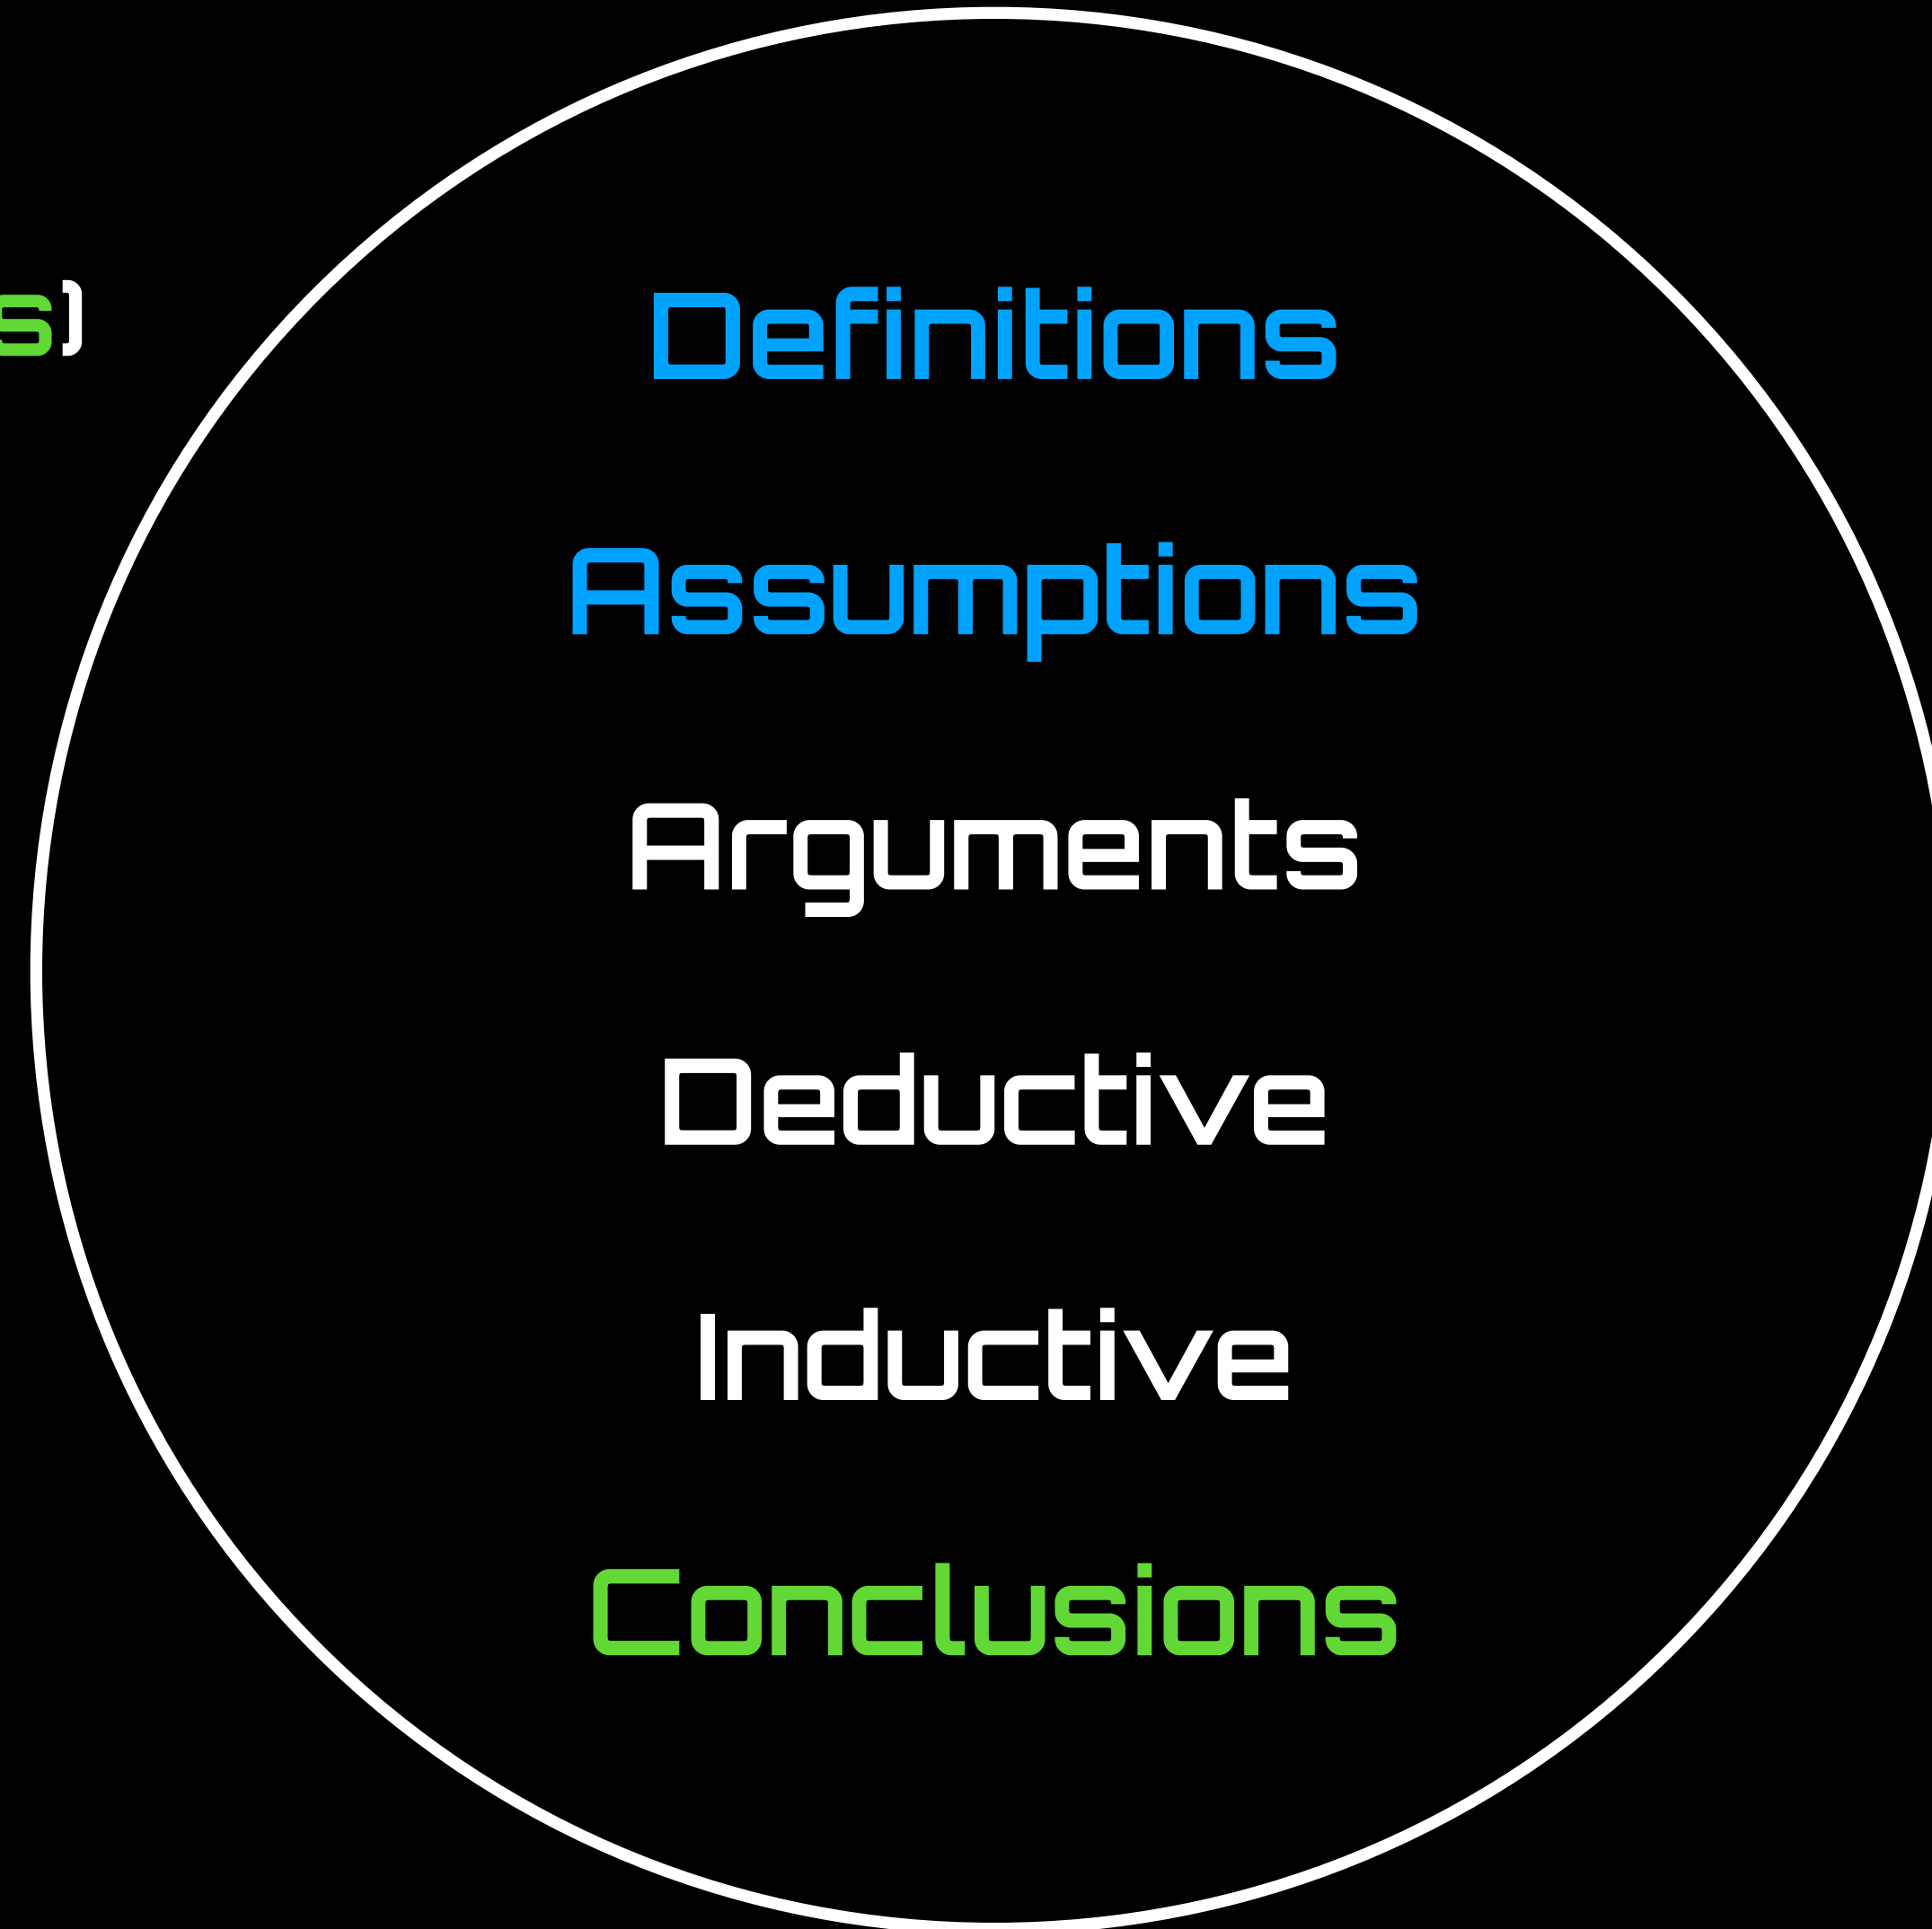 s)
Definitions
Assumptions
Arguments
Deductive
Inductive
Conclusions